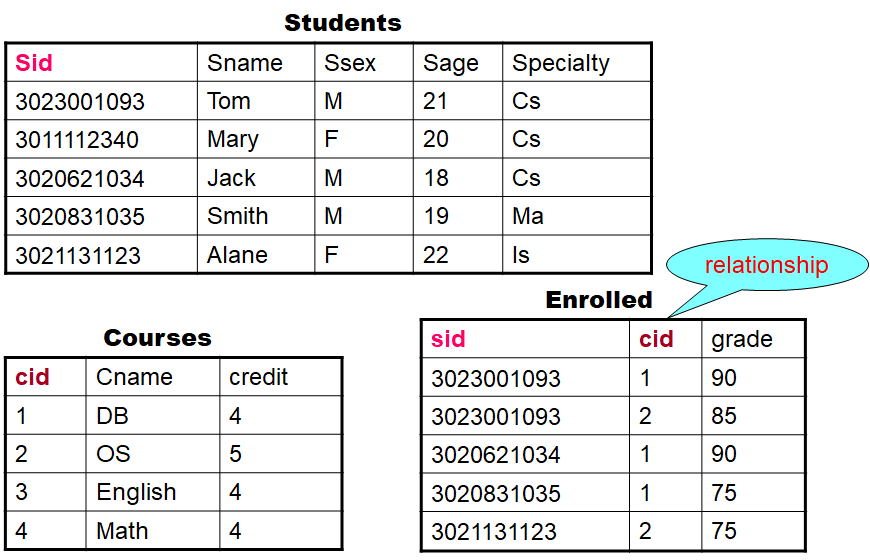 Students
Sid Sname Ssex Sage Specialty
3023001093 Tom M 21 Cs
3011112340 Mary F 20 Cs
3020621034 Jack M 18 Cs
3020831035 Smith M 19 Ma
3021131123 Alane F 22 Is
relationship
Courses
cid Cname credit
1 DB 4
2 OS 5
3 English 4
4 Math 4
Enrolled
sid cid grade
3023001093 1 90
3023001093 2 85
3020621034 1 90
3020831035 1 75
3021131123 2 75